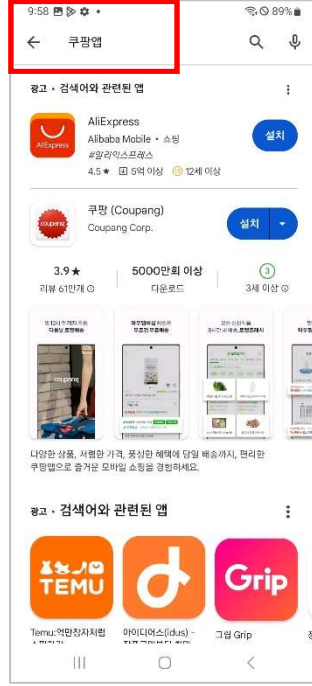 9:58
89%
쿠팡앱
광고 • 검색어와 관련된 앱
AliExpress
Alibaba Mobile • 쇼핑
#알리익스프레스
4.5★ 5억 이상 12세 이상
설치
AliExpress
쿠팡 (Coupang)
Coupang Corp.
설치
coupang
3.9★
리뷰 61만개
5000만회 이상
다운로드
3
3세 이상
coupang
다양한 상품, 저렴한 가격, 풍성한 혜택에 당일 배송까지, 편리한
쿠팡앱으로 즐거운 모바일 쇼핑을 경험하세요.
광고 • 검색어와 관련된 앱
TEMU
Grip
Temu:억만장자처럼
아이디어스(idus) -
그립 Grip